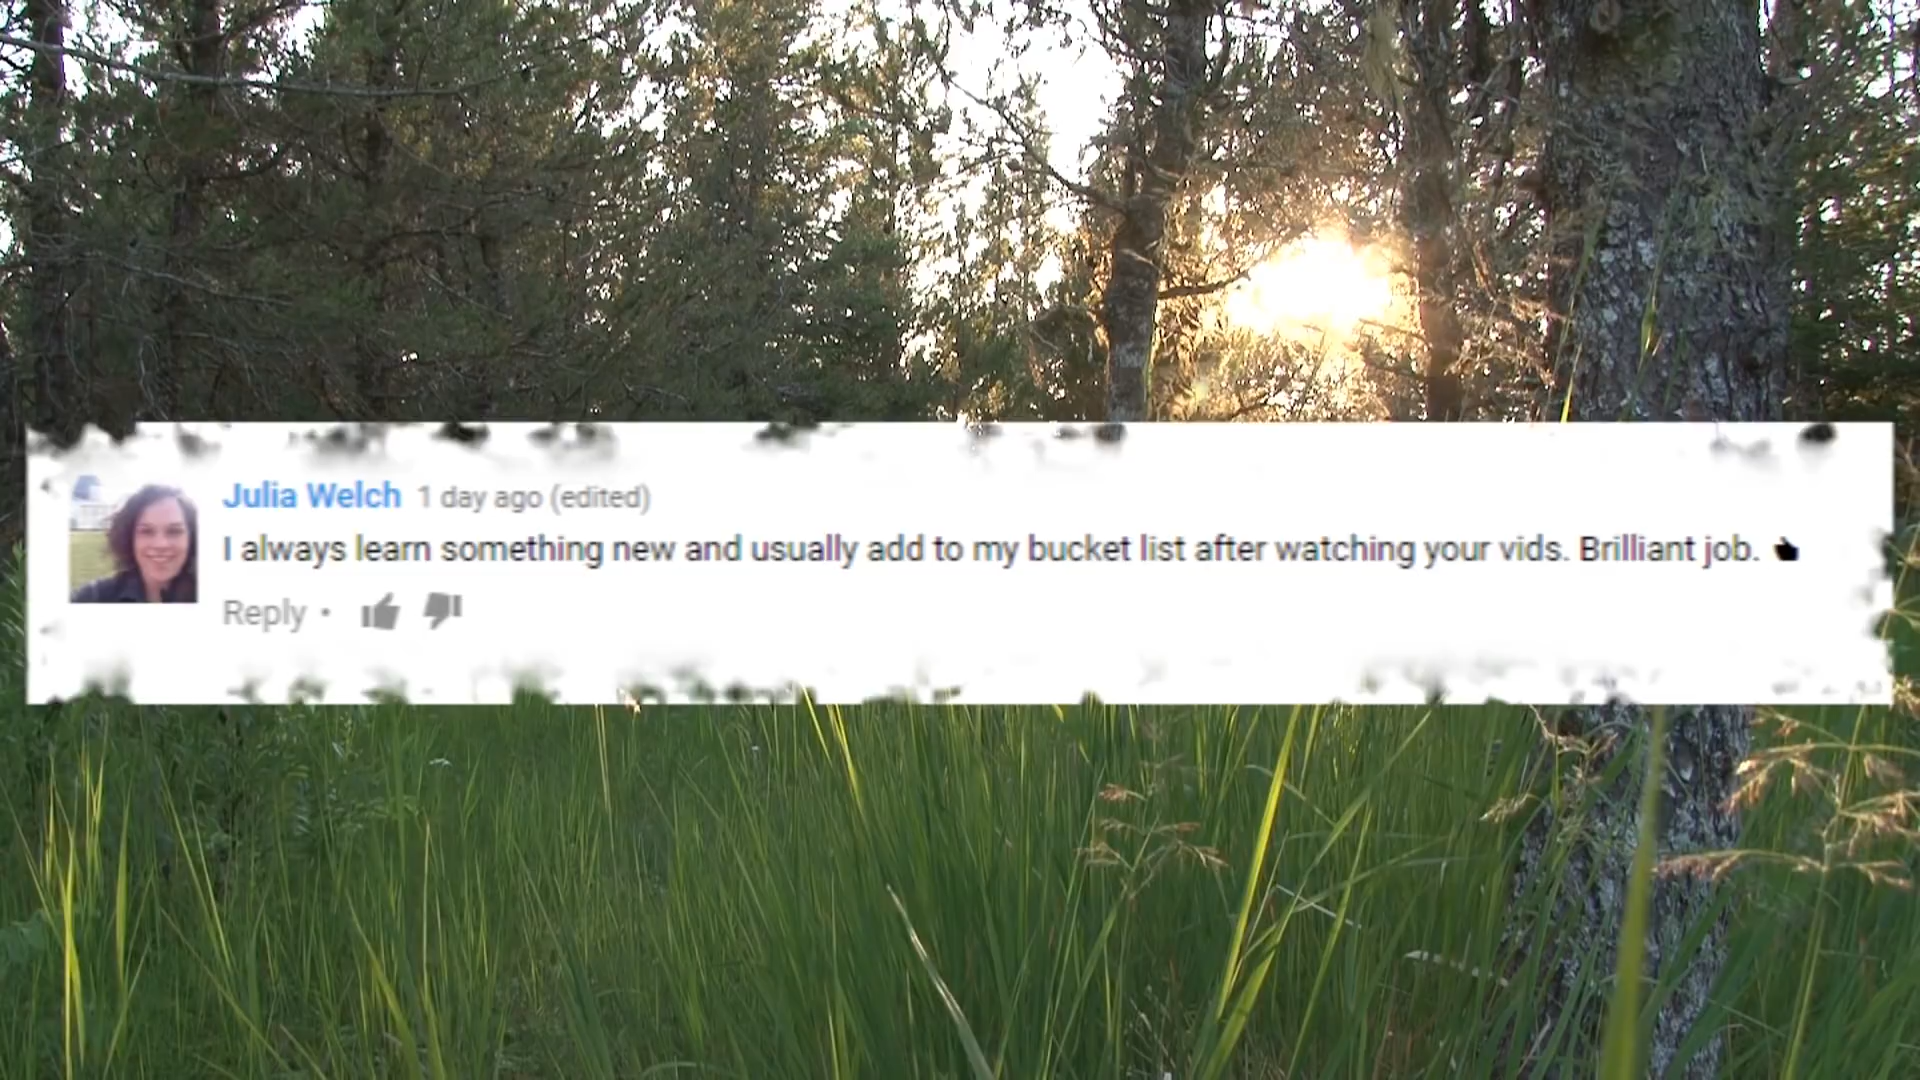 Julia Welch 1 day ago (edited)
I always learn something new and usually add to my bucket list after watching your vids. Brilliant job.
Reply •